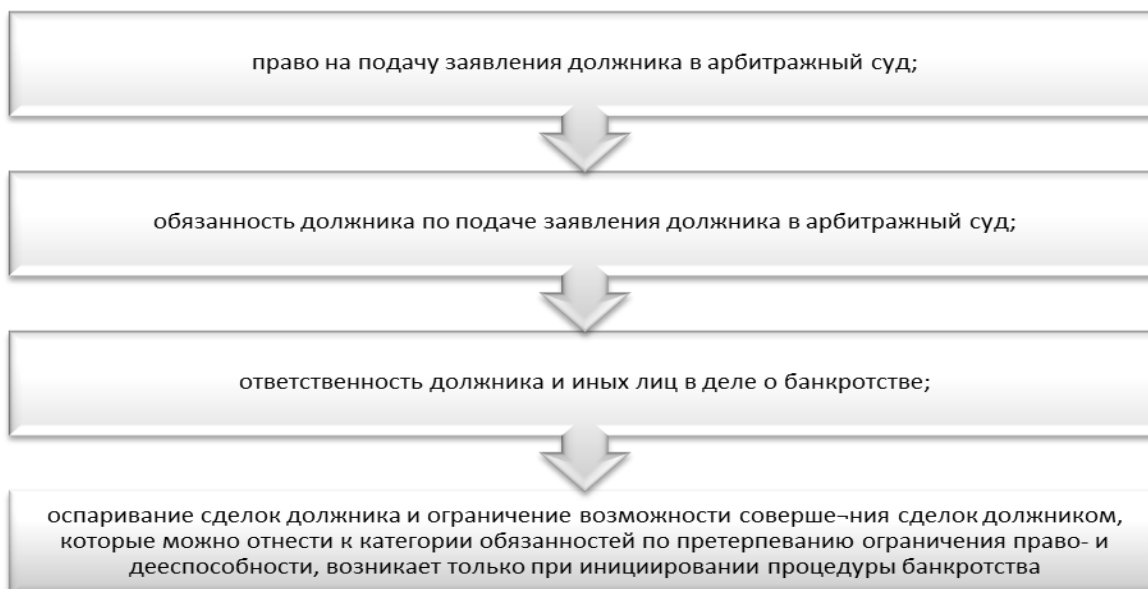 право на подачу заявления должника в арбитражный суд;
обязанность должника по подаче заявления должника в арбитражный суд;
ответственность должника и иных лиц в деле о банкротстве;
оспаривание сделок должника и ограничение возможности соверше¬ния сделок должником,
которые можно отнести к категории обязанностей по претерпеванию ограничения право- и
дееспособности, возникает только при инициировании процедуры банкротства